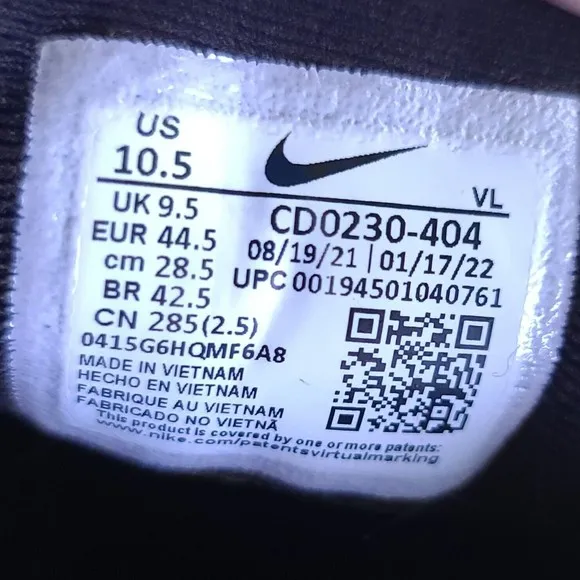 US
10.5
VL
UK 9.5
CD0230-404
EUR 44.5
08/19/21 | 01/17/22
cm 28.5
UPC 00194501040761
BR 42.5
CN 285(2.5)
0415G6HQMF6A8
MADE IN VIETNAM
HECHO EN VIETNAM
FABRIQUE AU VIETNAM
FABRICADO NO VIETNÃ
This product is covered by one or more patents:
www.nike.com/patentsvirtualmarking